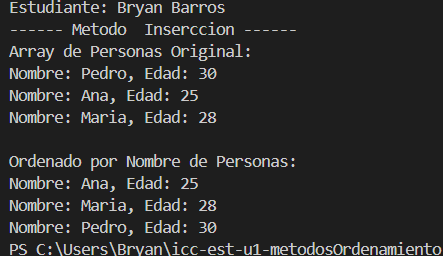 Estudiante: Bryan Barros
------ Metodo  Inserccion ------
Array de Personas Original:
Nombre: Pedro, Edad: 30
Nombre: Ana, Edad: 25
Nombre: Maria, Edad: 28

Ordenado por Nombre de Personas:
Nombre: Ana, Edad: 25
Nombre: Maria, Edad: 28
Nombre: Pedro, Edad: 30
PS C:\Users\Bryan\icc-est-u1-metodosOrdenamiento